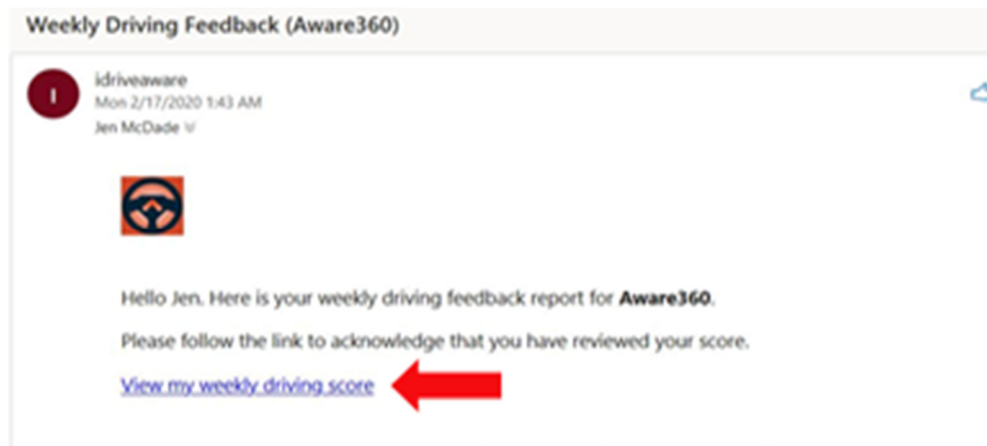 Weekly Driving Feedback (Aware360)
I
idriveaware
Mon 2/17/2020 1:43 AM
Jen McDade
Hello Jen. Here is your weekly driving feedback report for Aware360.
Please follow the link to acknowledge that you have reviewed your score.
View my weekly driving score